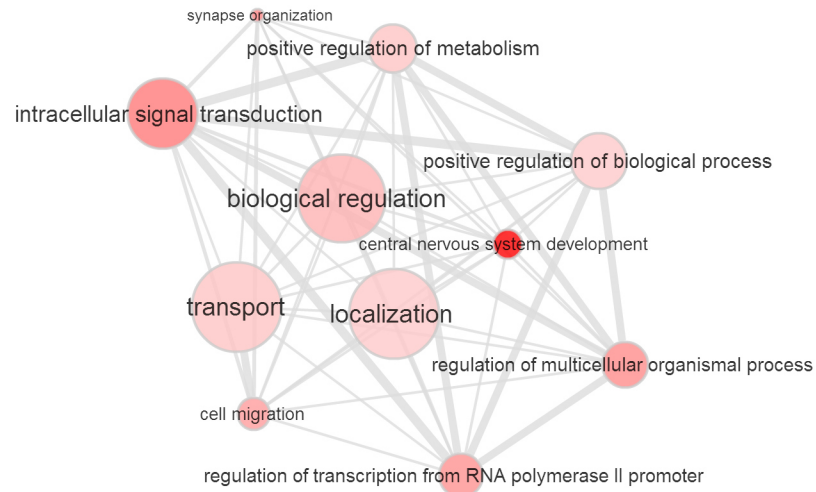 synapse organization
positive regulation of metabolism
intracellular signal transduction
positive regulation of biological process
biological regulation
central nervous system development
transport
localization
regulation of multicellular organismal process
cell migration
regulation of transcription from RNA polymerase II promoter